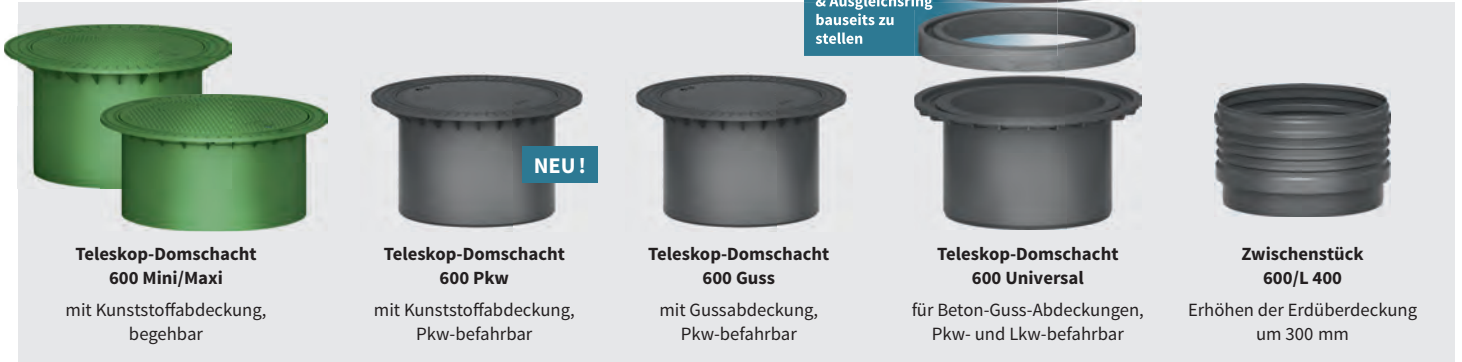 & Ausgleichsring
bauseits zu
stellen
NEU!
Teleskop-Domschacht
600 Mini/Maxi
mit Kunststoffabdeckung,
begehbar
Teleskop-Domschacht
600 Pkw
mit Kunststoffabdeckung,
Pkw-befahrbar
Teleskop-Domschacht
600 Guss
mit Gussabdeckung,
Pkw-befahrbar
Teleskop-Domschacht
600 Universal
für Beton-Guss-Abdeckungen,
Pkw- und Lkw-befahrbar
Zwischenstück
600/L 400
Erhöhen der Erdüberdeckung
um 300 mm